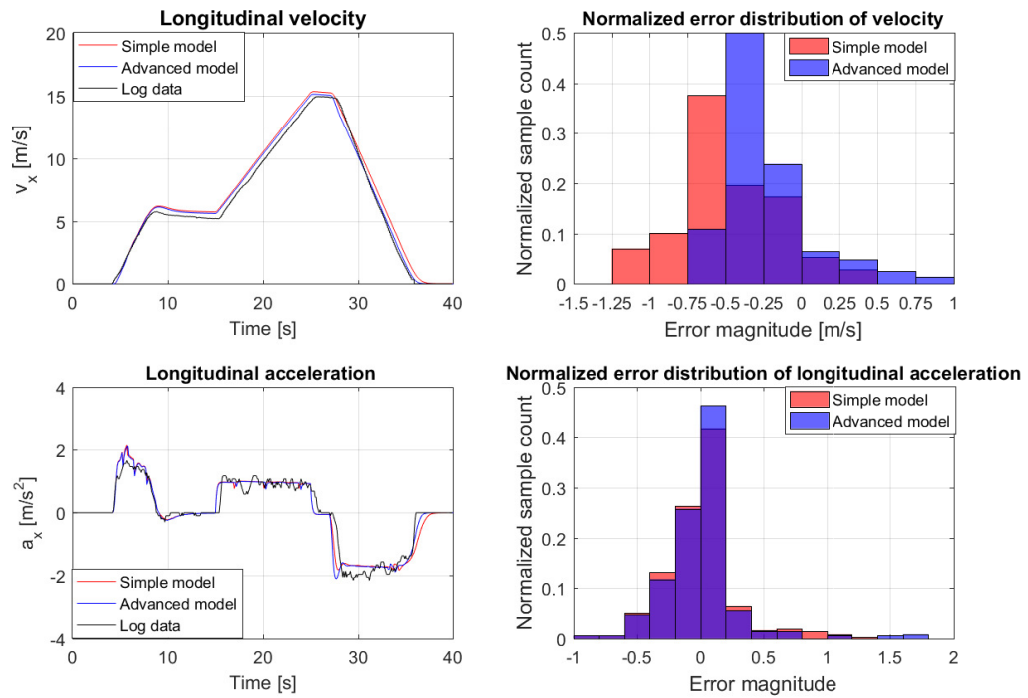 Longitudinal velocity
20
15
10
5
0
v_x [m/s]
Simple model
Advanced model
Log data
0 10 20 30 40
Time [s]
Normalized error distribution of velocity
0.5
0.4
0.3
0.2
0.1
0
Normalized sample count
Simple model
Advanced model
-1.5 -1.25 -1 -0.75 -0.5 -0.25 0 0.25 0.5 0.75 1
Error magnitude [m/s]
Longitudinal acceleration
4
2
0
-2
-4
a_x [m/s²]
Simple model
Advanced model
Log data
0 10 20 30 40
Time [s]
Normalized error distribution of longitudinal acceleration
0.5
0.4
0.3
0.2
0.1
0
Normalized sample count
Simple model
Advanced model
-1 -0.5 0 0.5 1 1.5 2
Error magnitude